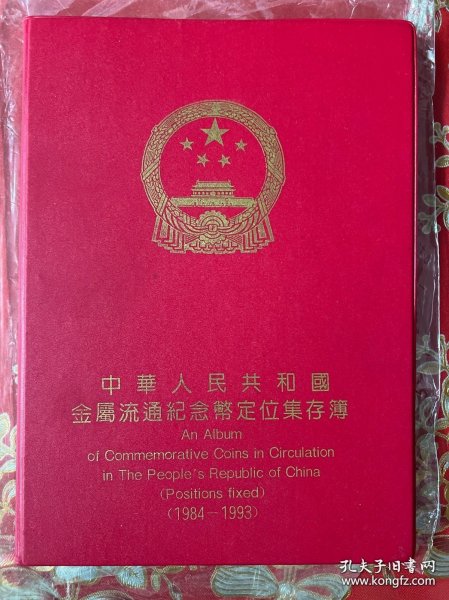 中華人民共和國
金屬流通紀念幣定位集存簿
An Album
of Commemorative Coins in Circulation
in The People's Republic of China
(Positions fixed)
(1984—1993)
孔夫子旧书网
www.kongfz.com